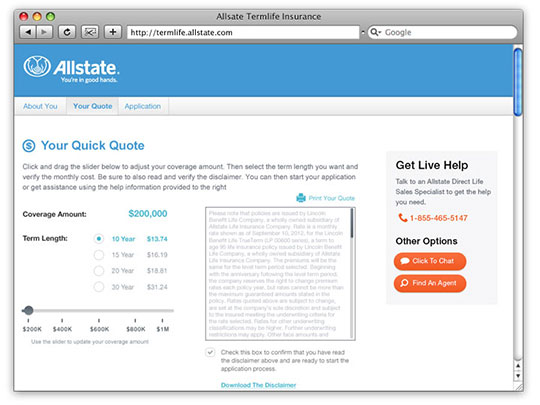 Allsate Termlife Insurance
http://termlife.allstate.com
Google
Allstate.
You're in good hands.
About You
Your Quote
Application
Your Quick Quote
Click and drag the slider below to adjust your coverage amount. Then select the term length you want and
verify the monthly cost. Be sure to also read and verify the disclaimer. You can then start your application
or get assistance using the help information provided to the right
Print Your Quote
Coverage Amount: $200,000
Term Length:
10 Year $13.74
15 Year $16.19
20 Year $18.81
30 Year $31.24
$200K $400K $600K $800K $1M
Use the slider to update your coverage amount
Please note that policies are issued by Lincoln
Benefit Life Company, a wholly owned subsidiary of
Allstate Life Insurance Company. Rate is a monthly
rate shown as of September 10, 2012, for the Lincoln
Benefit Life TrueTerm (LP 00800 series), a term to
age 95 life insurance policy issued by Lincoln Benefit
Life Company, a wholly owned subsidiary of Allstate
Life Insurance Company. The premiums will be the
same for the level term period selected. Beginning
with the anniversary following the level term period,
the company reserves the right to change premium
rates each policy year, but rates cannot be more than
the maximum guaranteed amounts stated in the
policy. Rates quoted above are subject to change,
are set at the company's sole discretion and subject
to the insured meeting the underwriting criteria for
the rate selected. Rates for other underwriting
classifications may be higher. Further underwriting
restrictions may apply. Other face amounts and
Check this box to confirm that you have read
the disclaimer above and are ready to start the
application process.
Download The Disclaimer
Get Live Help
Talk to an Allstate Direct Life
Sales Specialist to get the help
you need.
1-855-465-5147
Other Options
Click To Chat
Find An Agent